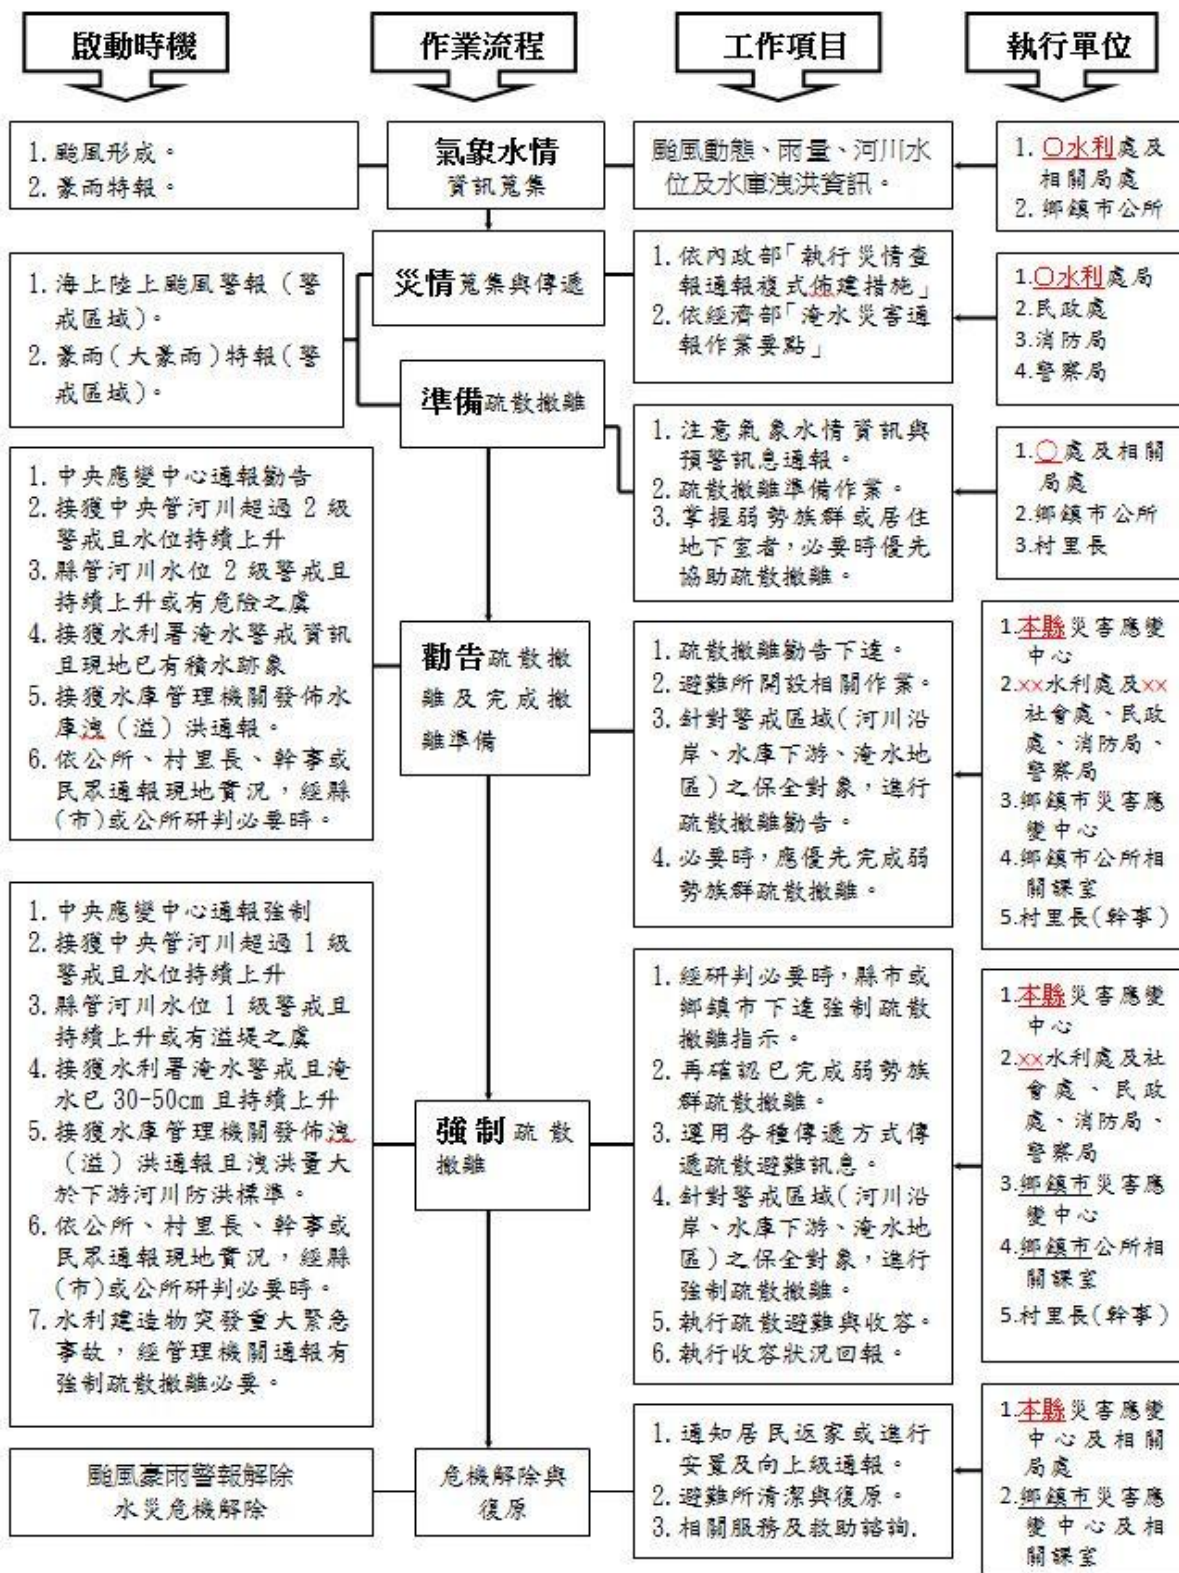 啟動時機
作業流程
工作項目
執行單位
1. 颱風形成。
2. 豪雨特報。
氣象水情
資訊蒐集
颱風動態、雨量、河川水
位及水庫洩洪資訊。
1. 〇水利處及
相關局處
2. 鄉鎮市公所
1. 海上陸上颱風警報（警
戒區域）。
2. 豪雨(大豪雨)特報(警
戒區域)。
災情蒐集與傳遞
1. 依內政部「執行災情查
報通報複式佈建措施」
2. 依經濟部「淹水災害通
報作業要點」
1.〇水利處局
2.民政處
3.消防局
4.警察局
準備疏散撤離
1. 注意氣象水情資訊與
預警訊息通報。
2. 疏散撤離準備作業。
3. 掌握弱勢族群或居住
地下室者，必要時優先
協助疏散撤離。
1.〇處及相關
局處
2.鄉鎮市公所
3.村里長
1. 中央應變中心通報勸告
2. 接獲中央管河川超過 2 級
警戒且水位持續上升
3. 縣管河川水位 2 級警戒且
持續上升或有危險之虞
4. 接獲水利署淹水警戒資訊
且現地已有積水跡象
5. 接獲水庫管理機關發佈水
庫洩（溢）洪通報。
6. 依公所、村里長、幹事或
民眾通報現地實況，經縣
(市)或公所研判必要時。
勸告疏散撤
離及完成撤
離準備
1. 疏散撤離勸告下達。
2. 避難所開設相關作業。
3. 針對警戒區域(河川沿
岸、水庫下游、淹水地
區)之保全對象，進行
疏散撤離勸告。
4. 必要時，應優先完成弱
勢族群疏散撤離。
1.本縣災害應變
中心
2.xx水利處及xx
社會處、民政
處、消防局、
警察局
3.鄉鎮市災害應
變中心
4.鄉鎮市公所相
關課室
5.村里長(幹事)
1. 中央應變中心通報強制
2. 接獲中央管河川超過 1 級
警戒且水位持續上升
3. 縣管河川水位 1 級警戒且
持續上升或有溢堤之虞
4. 接獲水利署淹水警戒且淹
水已 30-50cm 且持續上升
5. 接獲水庫管理機關發佈洩
（溢）洪通報且洩洪量大
於下游河川防洪標準。
6. 依公所、村里長、幹事或
民眾通報現地實況，經縣
(市)或公所研判必要時。
7. 水利建造物突發重大緊急
事故，經管理機關通報有
強制疏散撤離必要。
強制疏散
撤離
1. 經研判必要時，縣市或
鄉鎮市下達強制疏散
撤離指示。
2. 再確認已完成弱勢族
群疏散撤離。
3. 運用各種傳遞方式傳
遞疏散避難訊息。
4. 針對警戒區域(河川沿
岸、水庫下游、淹水地
區)之保全對象，進行
強制疏散撤離。
5. 執行疏散避難與收容。
6. 執行收容狀況回報。
1.本縣災害應變
中心
2.xx水利處及社
會處、民政
處、消防局、
警察局
3.鄉鎮市災害應
變中心
4.鄉鎮市公所相
關課室
5.村里長(幹事)
颱風豪雨警報解除
水災危機解除
危機解除與
復原
1. 通知居民返家或進行
安置及向上級通報。
2. 避難所清潔與復原。
3. 相關服務及救助諮詢.
1.本縣災害應變
中心及相關
局處
2.鄉鎮市災害應
變中心及相
關課室